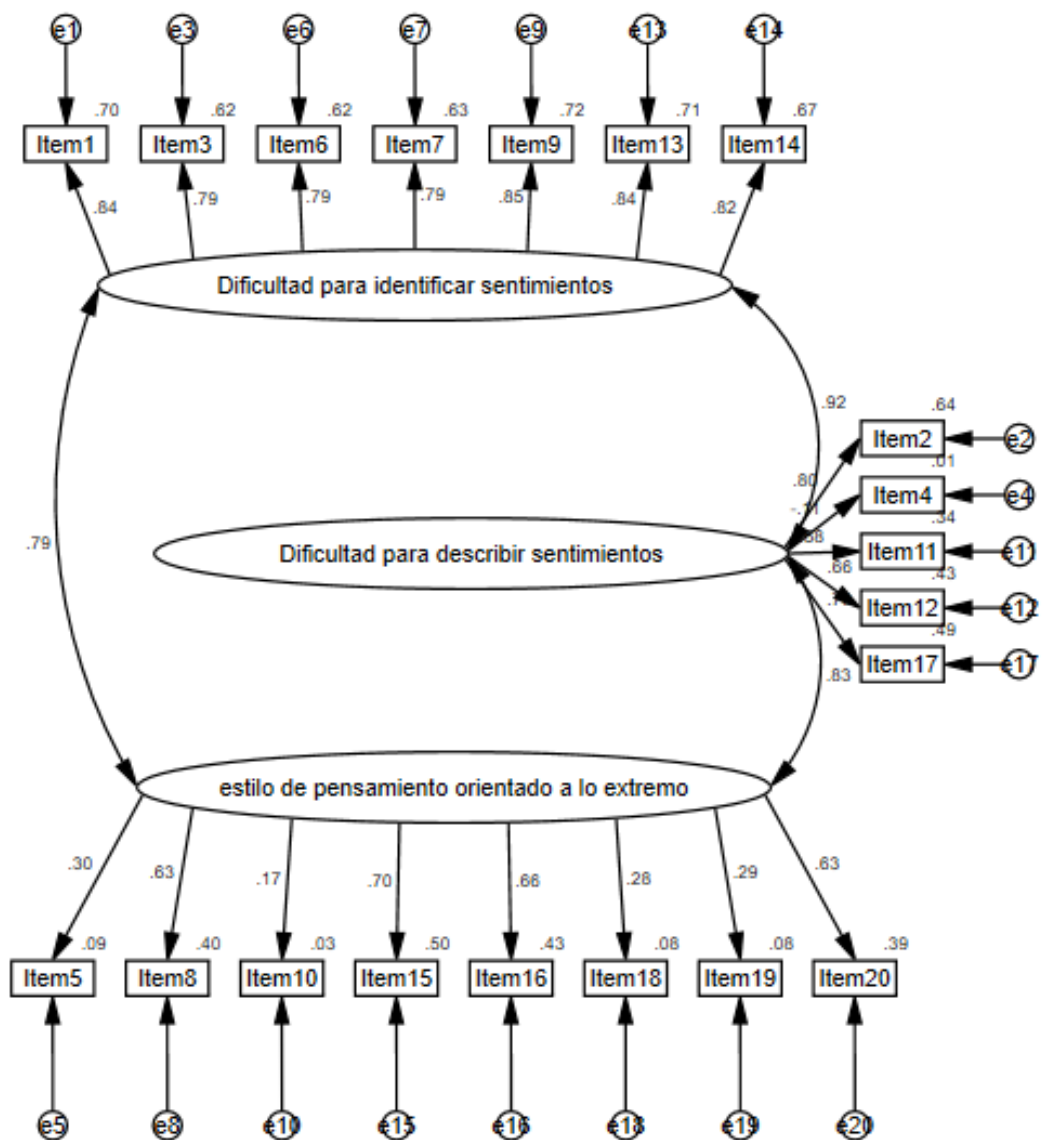 e1 e3 e6 e7 e9 e13 e14
.70 .62 .62 .63 .72 .71 .67
Item1 Item3 Item6 Item7 Item9 Item13 Item14
.84 .79 .79 .79 .85 .84 .82
Dificultad para identificar sentimientos
.92 .64
Item2 e2
.80 .01
Item4 e4
-.11 .34
Item11 e11
.66 .43
Item12 e12
.49
Item17 e17
.83
.79
Dificultad para describir sentimientos
estilo de pensamiento orientado a lo extremo
.30 .63 .17 .70 .66 .28 .29 .63
.09 .40 .03 .50 .43 .08 .08 .39
Item5 Item8 Item10 Item15 Item16 Item18 Item19 Item20
e5 e8 e10 e15 e16 e18 e19 e20